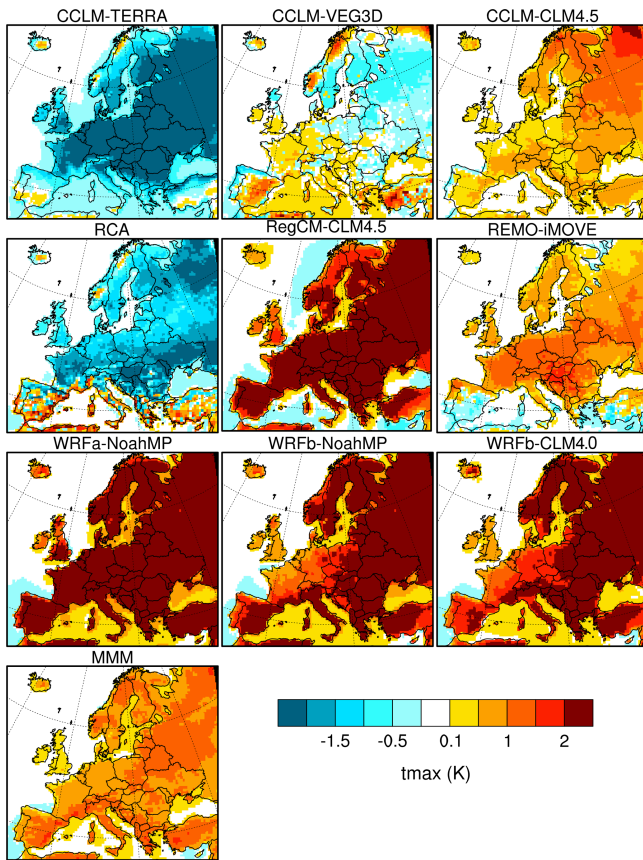 CCLM-TERRA CCLM-VEG3D CCLM-CLM4.5
RCA RegCM-CLM4.5 REMO-iMOVE
WRFa-NoahMP WRFb-NoahMP WRFb-CLM4.0
MMM
-1.5 -0.5 0.1 1 2
tmax (K)